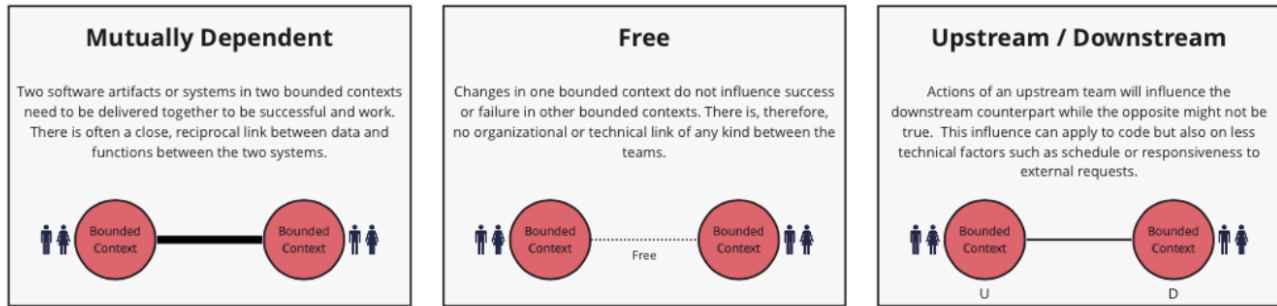 Mutually Dependent
Two software artifacts or systems in two bounded contexts
need to be delivered together to be successful and work.
There is often a close, reciprocal link between data and
functions between the two systems.
Bounded
Context
Bounded
Context
Free
Changes in one bounded context do not influence success
or failure in other bounded contexts. There is, therefore,
no organizational or technical link of any kind between the
teams.
Bounded
Context
Free
Bounded
Context
Upstream / Downstream
Actions of an upstream team will influence the
downstream counterpart while the opposite might not be
true. This influence can apply to code but also on less
technical factors such as schedule or responsiveness to
external requests.
Bounded
Context
U
Bounded
Context
D